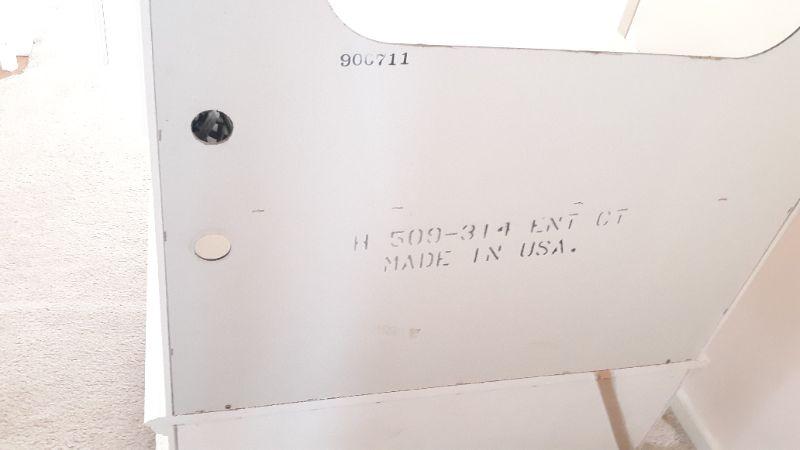 900711
H 509-314 ENT CT
MADE IN USA.